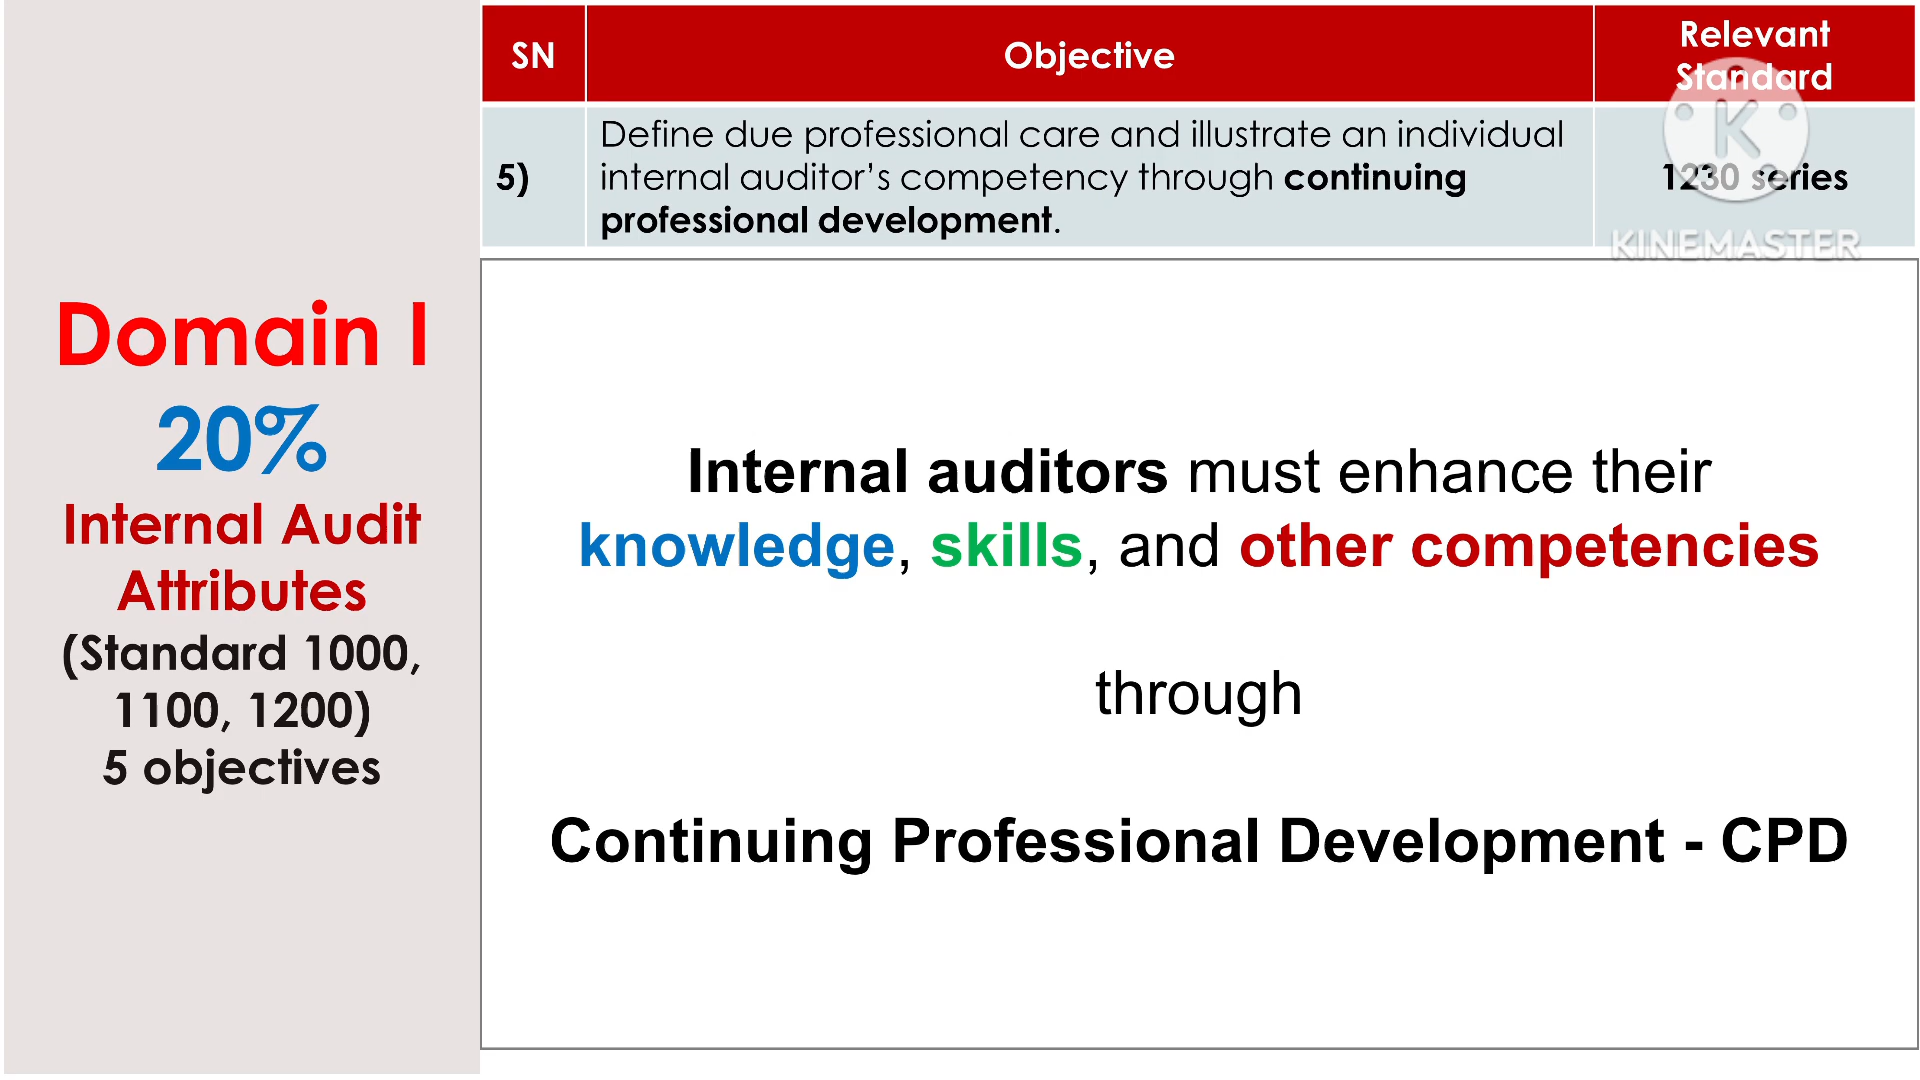 SN
Objective
Relevant
Standard
5)
Define due professional care and illustrate an individual
internal auditor’s competency through continuing
professional development.
1230 series
K
KINEMASTER
Domain I
20%
Internal Audit
Attributes
(Standard 1000,
1100, 1200)
5 objectives
Internal auditors must enhance their
knowledge, skills, and other competencies
through
Continuing Professional Development - CPD